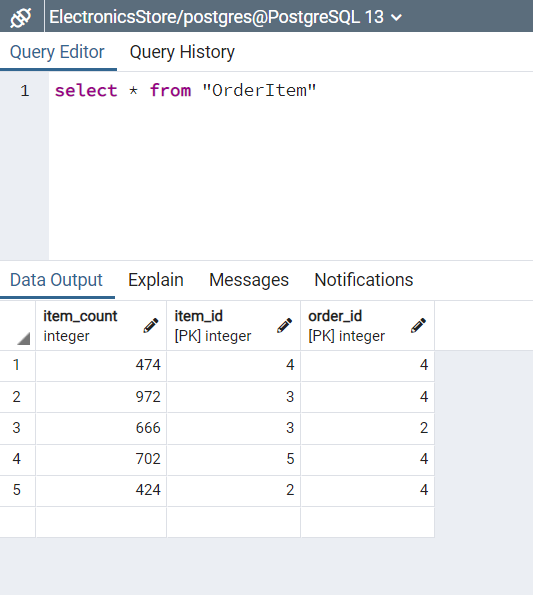 ElectronicsStore/postgres@PostgreSQL 13
Query Editor Query History
1 select * from "OrderItem"
Data Output Explain Messages Notifications
item_count item_id order_id
integer [PK] integer [PK] integer
1 474 4 4
2 972 3 4
3 666 3 2
4 702 5 4
5 424 2 4